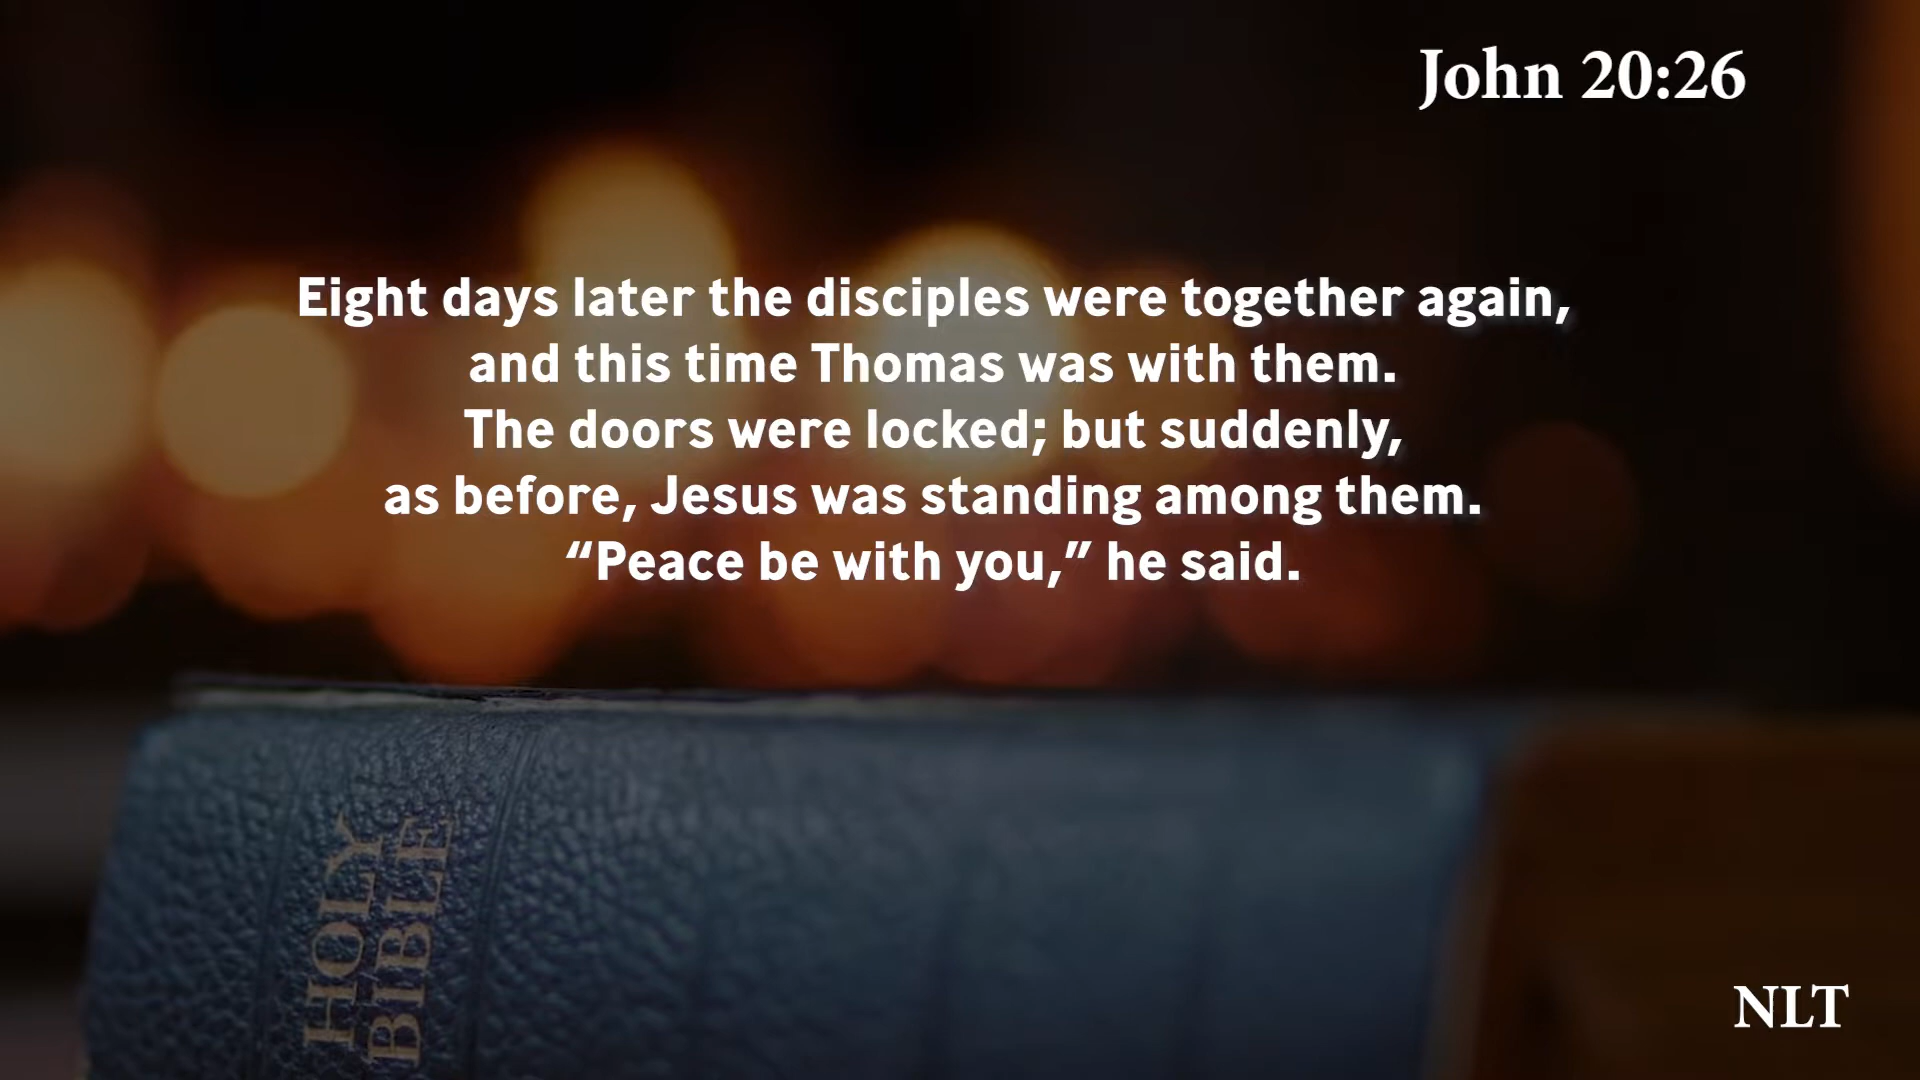 John 20:26
Eight days later the disciples were together again,
and this time Thomas was with them.
The doors were locked; but suddenly,
as before, Jesus was standing among them.
“Peace be with you,” he said.
HOLY
BIBLE
NLT